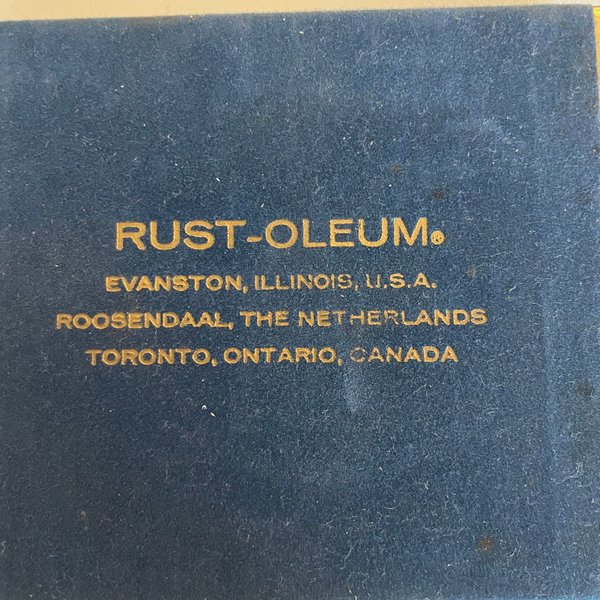 RUST-OLEUM®
EVANSTON, ILLINOIS, U.S.A.
ROOSENDAAL, THE NETHERLANDS
TORONTO, ONTARIO, CANADA